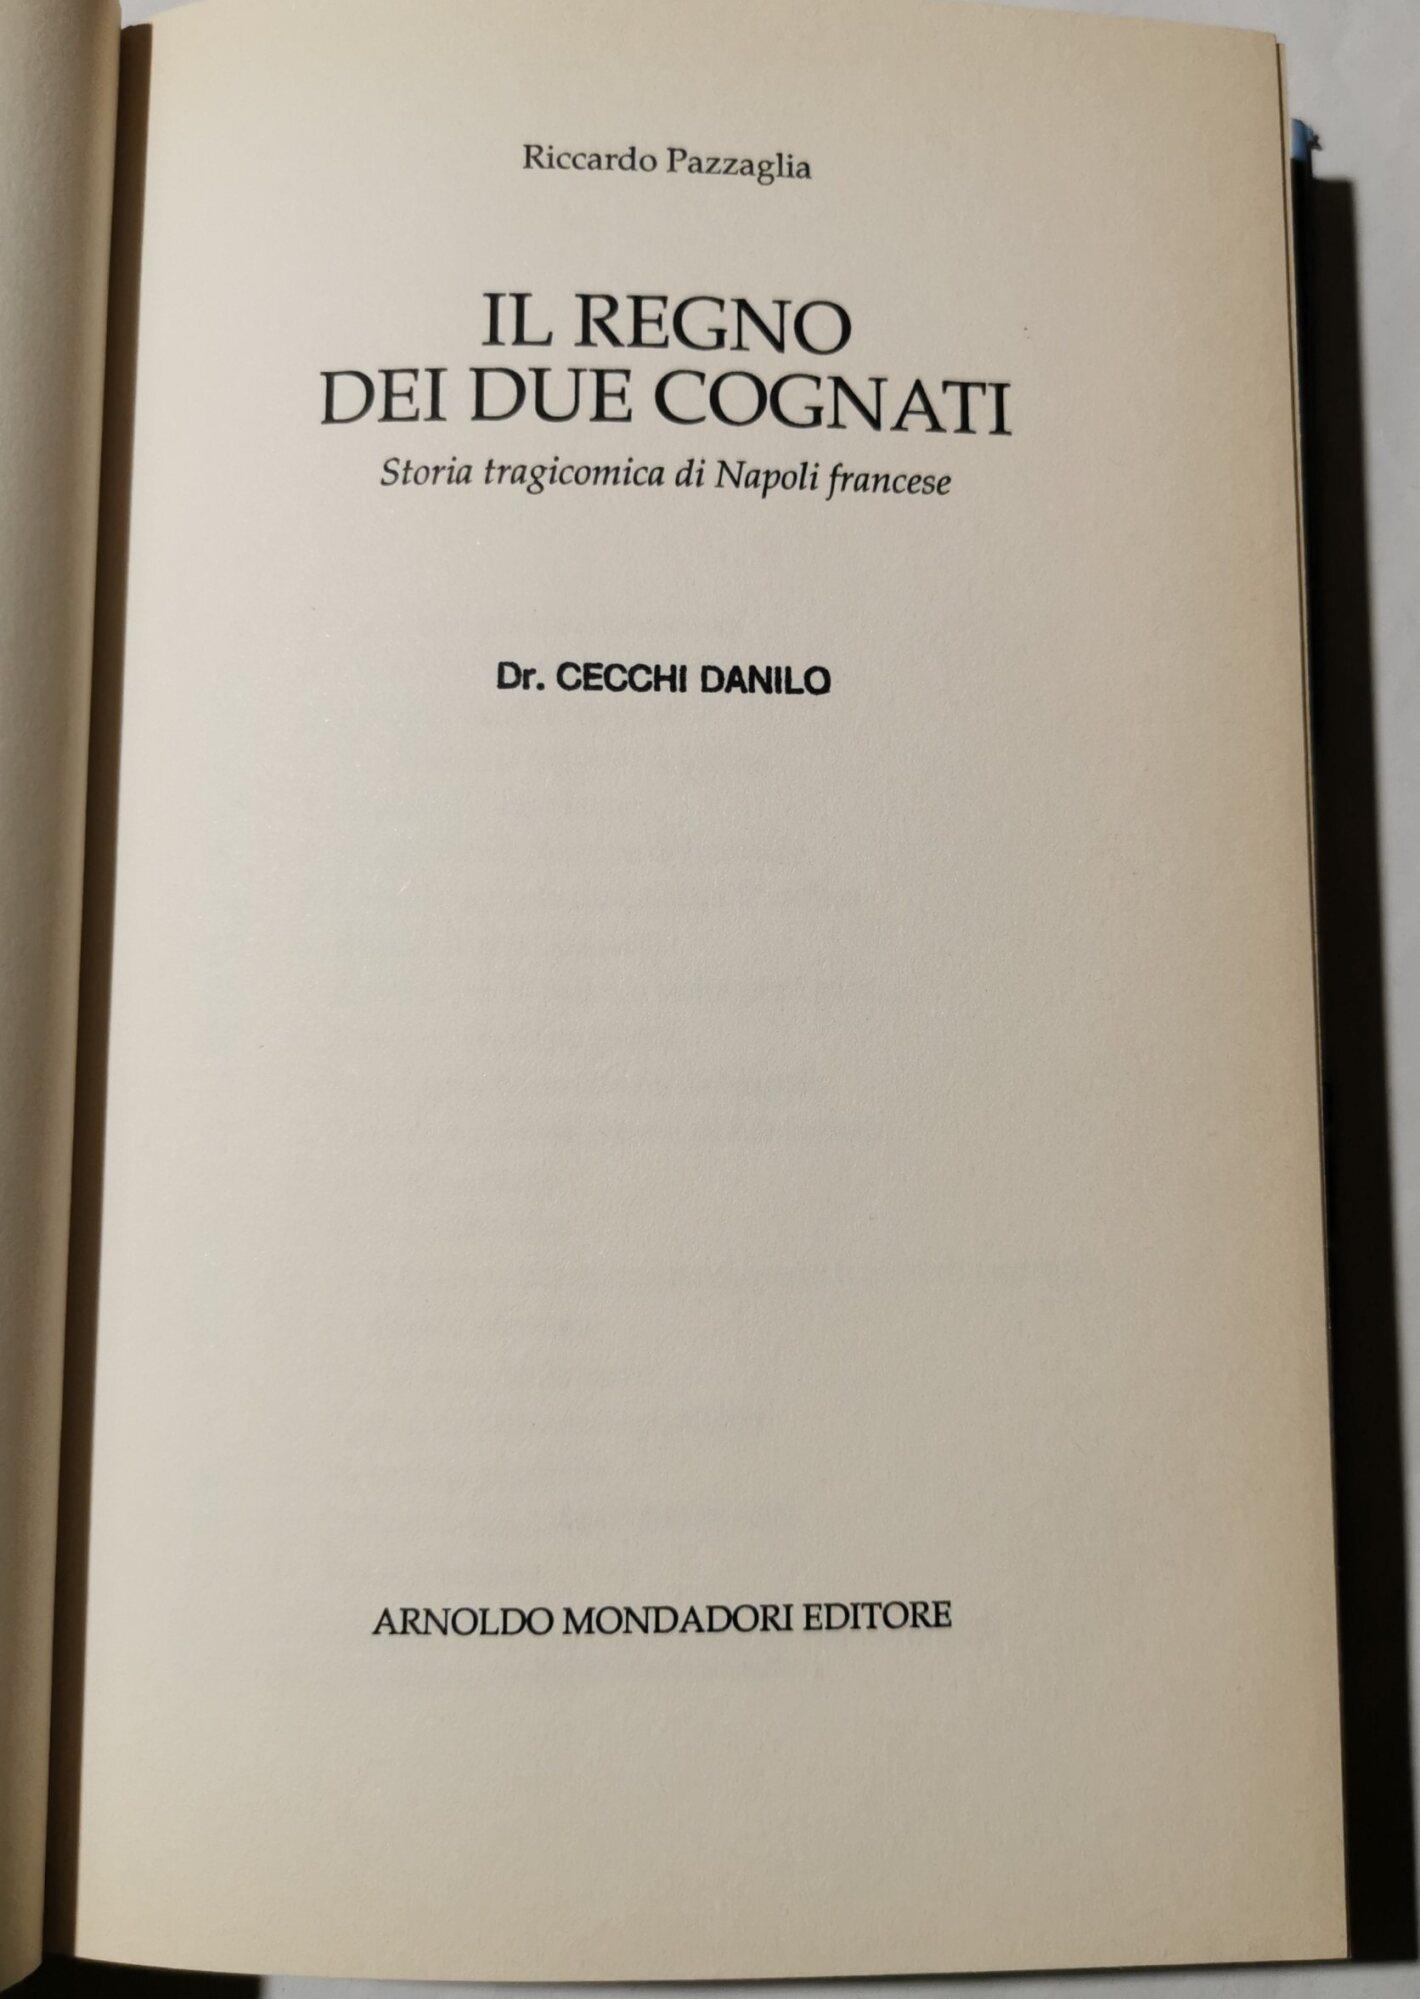 Riccardo Pazzaglia
IL REGNO
DEI DUE COGNATI
Storia tragicomica di Napoli francese
Dr. CECCHI DANILO
ARNOLDO MONDADORI EDITORE